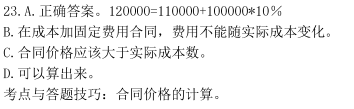 23.A.正确答案。120000=110000+100000*10%
B.在成本加固定费用合同，费用不能随实际成本变化。
C.合同价格应该大于实际成本数。
D.可以算出来。
考点与答题技巧：合同价格的计算。